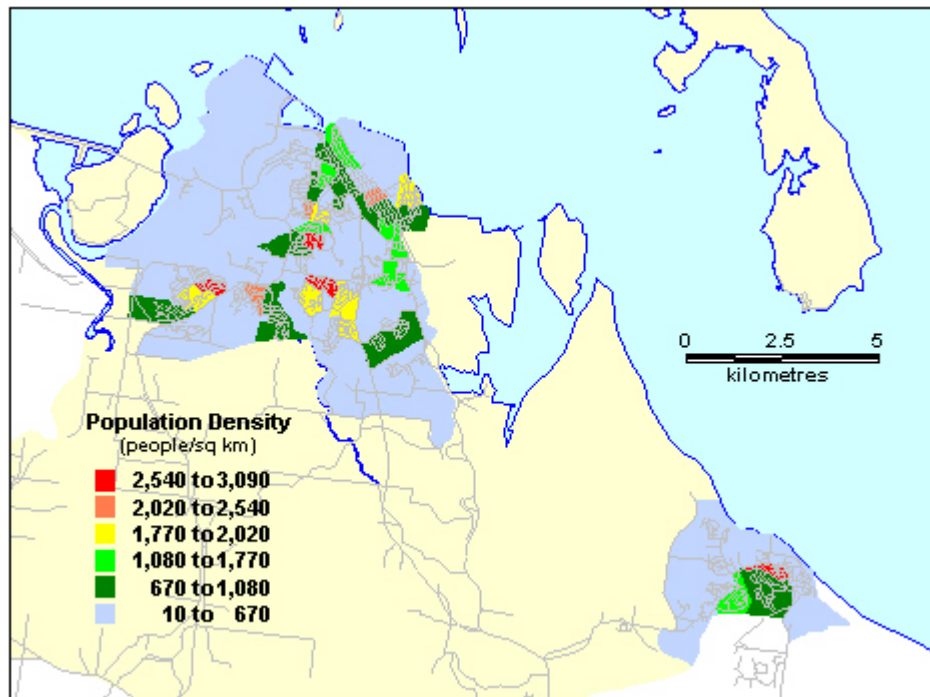 0 2.5 5
kilometres
Population Density
(people/sq km)
2,540 to 3,090
2,020 to 2,540
1,770 to 2,020
1,080 to 1,770
670 to 1,080
10 to 670